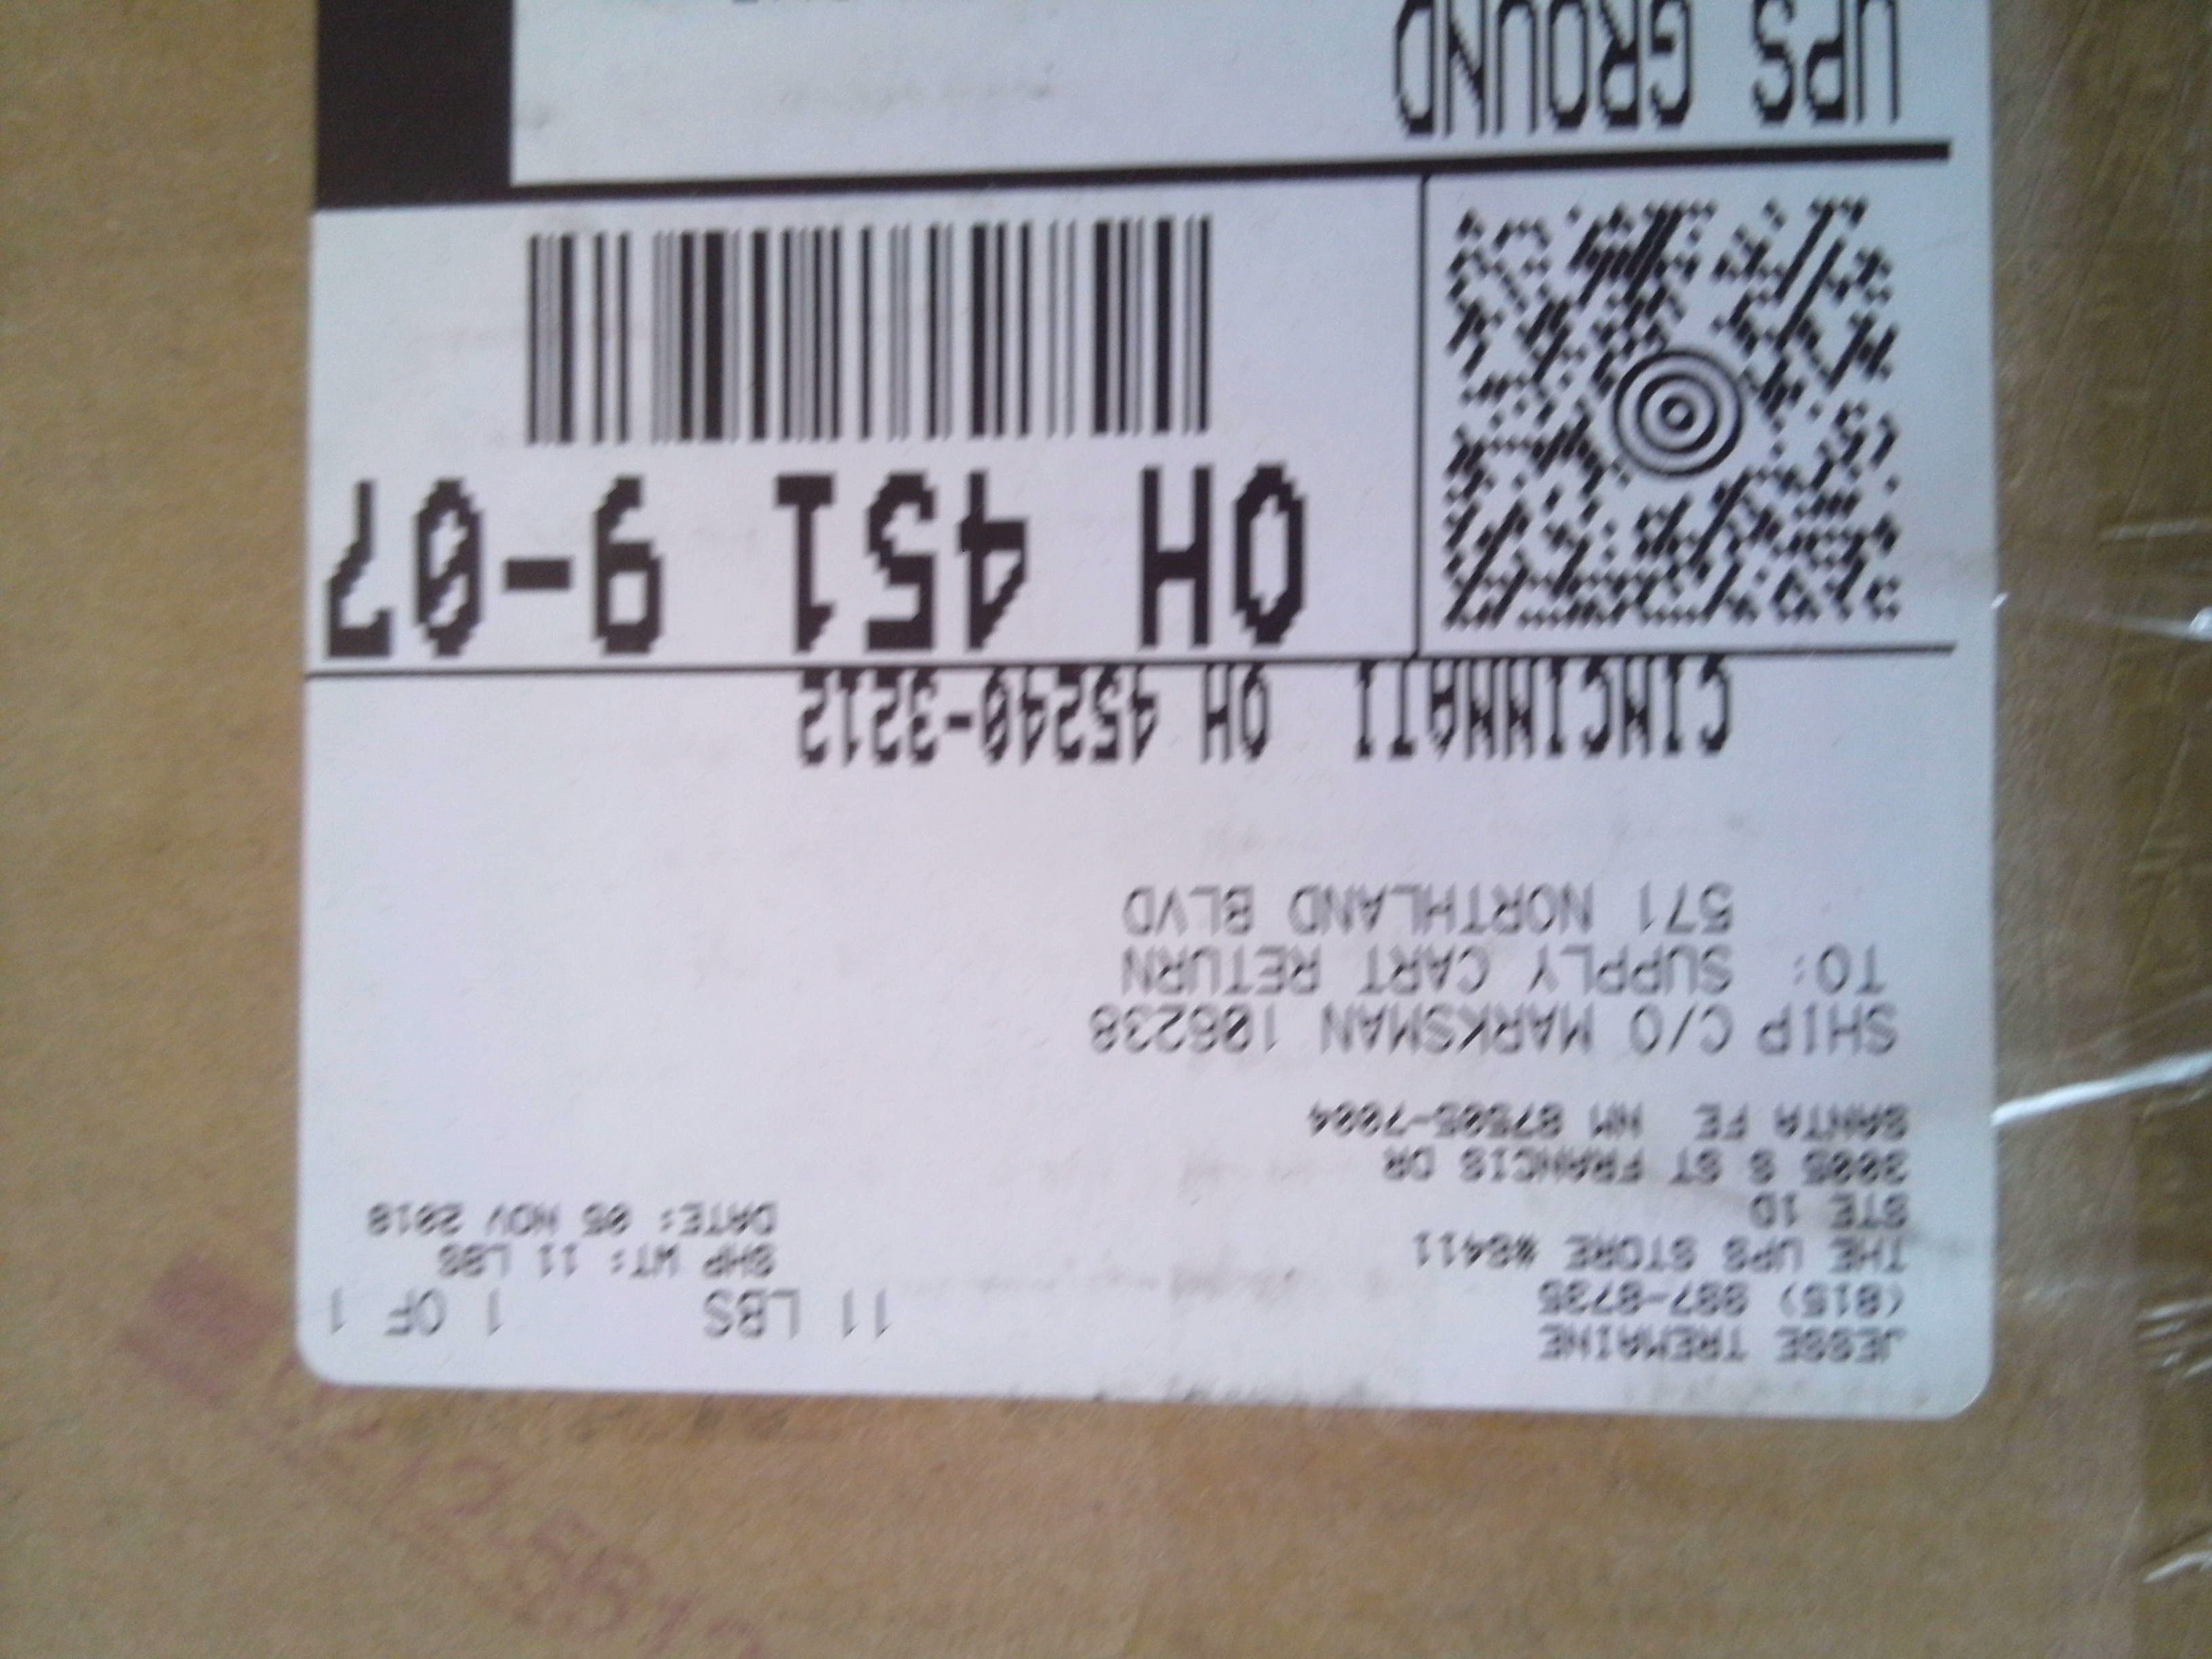 JESSE TREMAINE
(815) 887-8735
THE UPS STORE #6411
STE 1D
3005 S ST FRANCIS DR
SANTA FE NM 87505-7004
11 LBS
1 OF 1
SHP WT: 11 LBS
DATE: 05 NOV 2010
SHIP C/O MARKSMAN 106238
TO: SUPPLY CART RETURN
571 NORTHLAND BLVD
CINCINNATI OH 45240-3212
OH 451 9-07
UPS GROUND